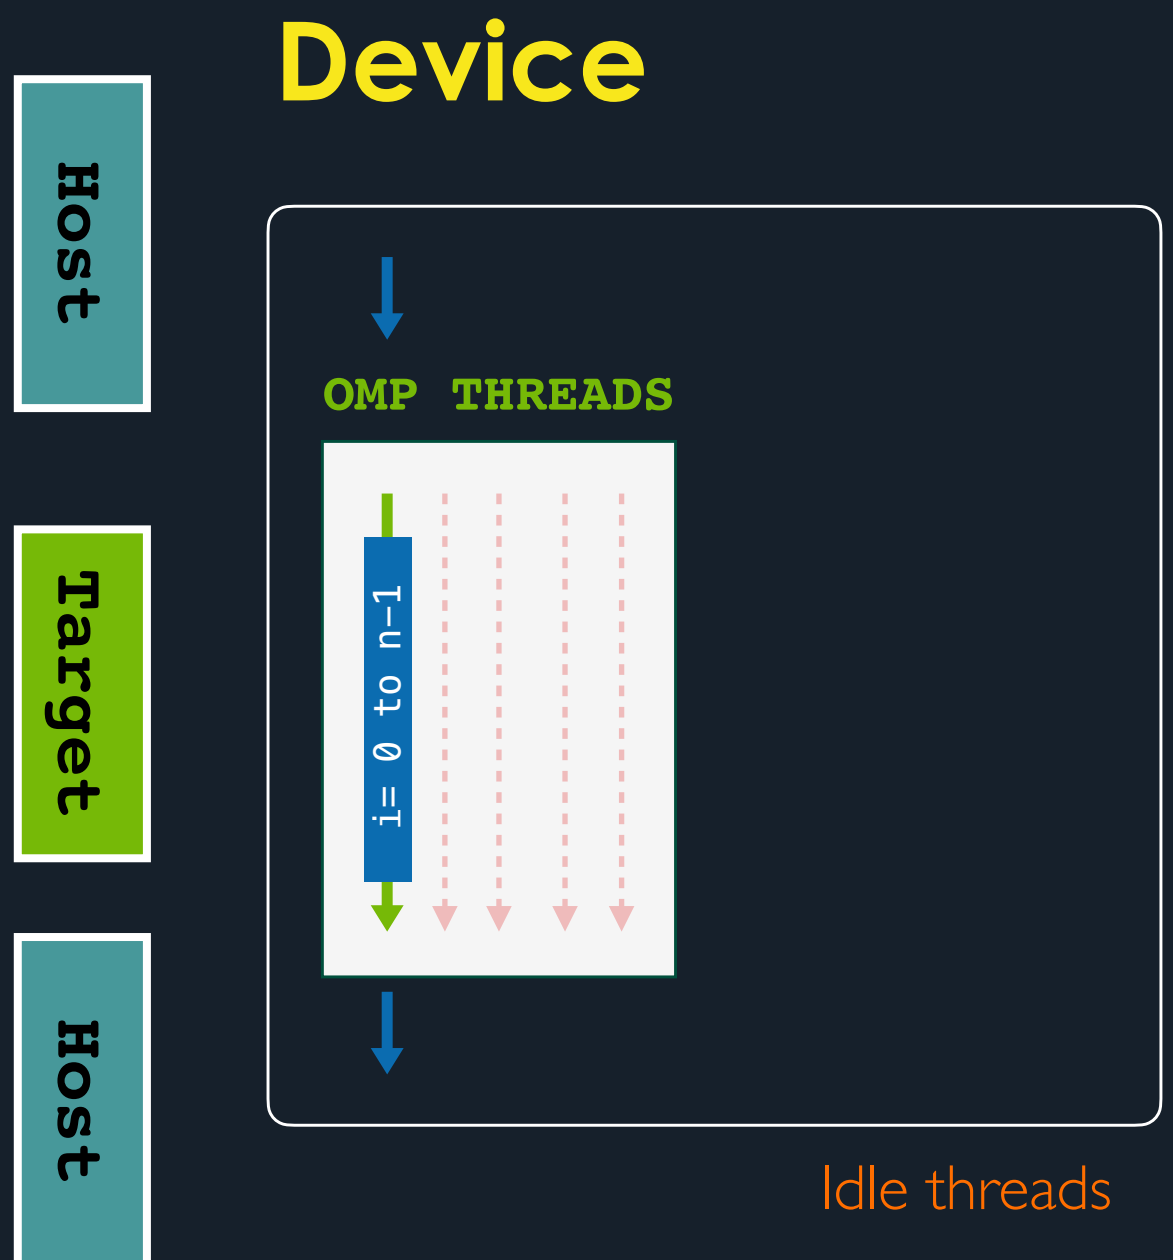 Device
Host
OMP THREADS
i= 0 to n-1
Target
Host
Idle threads